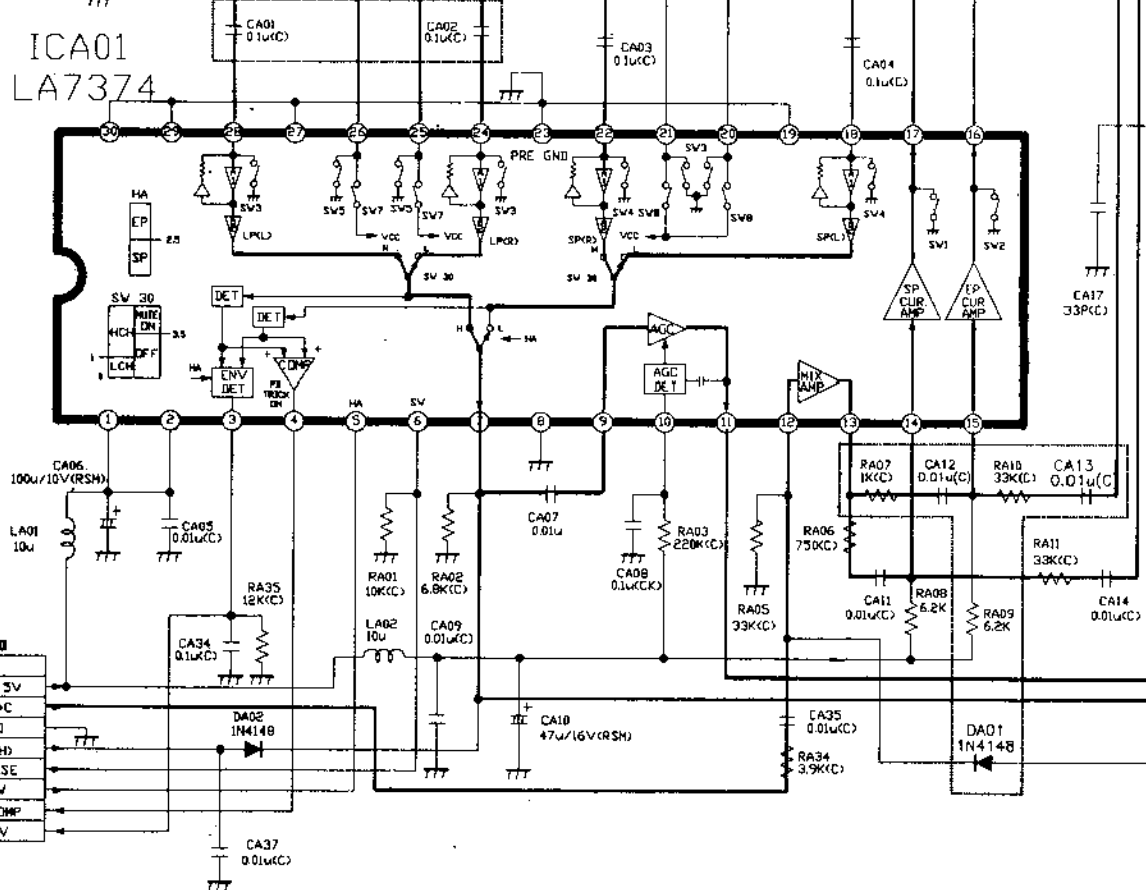 CA01
0.1u(C)
CA02
0.1u(C)
CA03
0.1u(C)
CA04
0.1u(C)
ICA01
LA7374
30 29 28 27 26 25 24 23 22 21 20 19 18 17 16
PRE GND
SW3
SW3
SW5
SW7
SW5
SW7
SW3
SW4
SW8
SW8
SW4
SW1
SW2
HA
EP
SP
2.5
LP(L)
VCC
VCC
LP(R)
SP(R)
VCC
SP(L)
H
L
SW 30
H
L
SW 30
SW 30
HCH
LCH
MUTE
ON
OFF
3.5
DET
DET
HA
ENV
DET
COMP
PB
TRICK
ON
H
L
HA
AGC
AGC
DET
MIX
AMP
SP
CUR
AMP
EP
CUR
AMP
HA
SW
1 2 3 4 5 6 7 8 9 10 11 12 13 14 15
CA17
33P(C)
CA06
100u/10V(RSM)
LA01
10u
CA05
0.01u(C)
RA35
12K(C)
CA34
0.1u(C)
RA01
10K(C)
RA02
6.8K(C)
CA07
0.01u
CA08
0.1u(CK)
RA03
220K(C)
RA05
33K(C)
RA07
1K(C)
CA12
0.01u(C)
RA10
33K(C)
CA13
0.01u(C
RA06
750(C)
CA11
0.01u(C)
RA08
6.2K
RA09
6.2K
RA11
33K(C)
CA14
0.01u(C)
LA02
10u
CA09
0.01u(C)
CA10
47u/16V(RSM)
CA35
0.01u(C)
RA34
3.9K(C)
DA01
1N4148
DA02
1N4148
CA37
0.01u(C)
5V
C
H)
SE
OMP
V